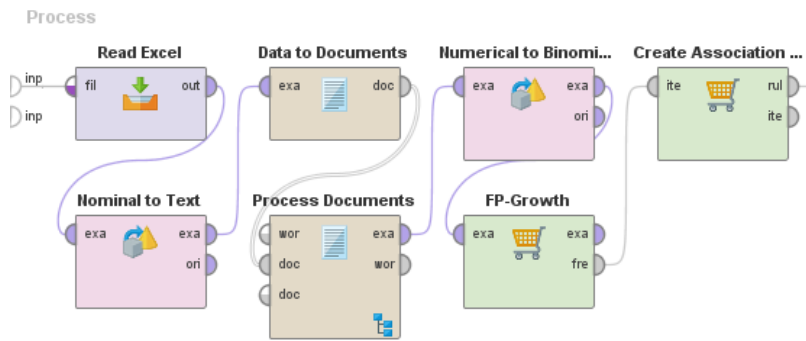 Process
Read Excel
Data to Documents
Numerical to Binomi...
Create Association ...
inp
fil
out
exa
doc
exa
exa
ite
rul
inp
ori
ite
Nominal to Text
Process Documents
FP-Growth
exa
exa
wor
exa
exa
exa
ori
doc
wor
fre
doc